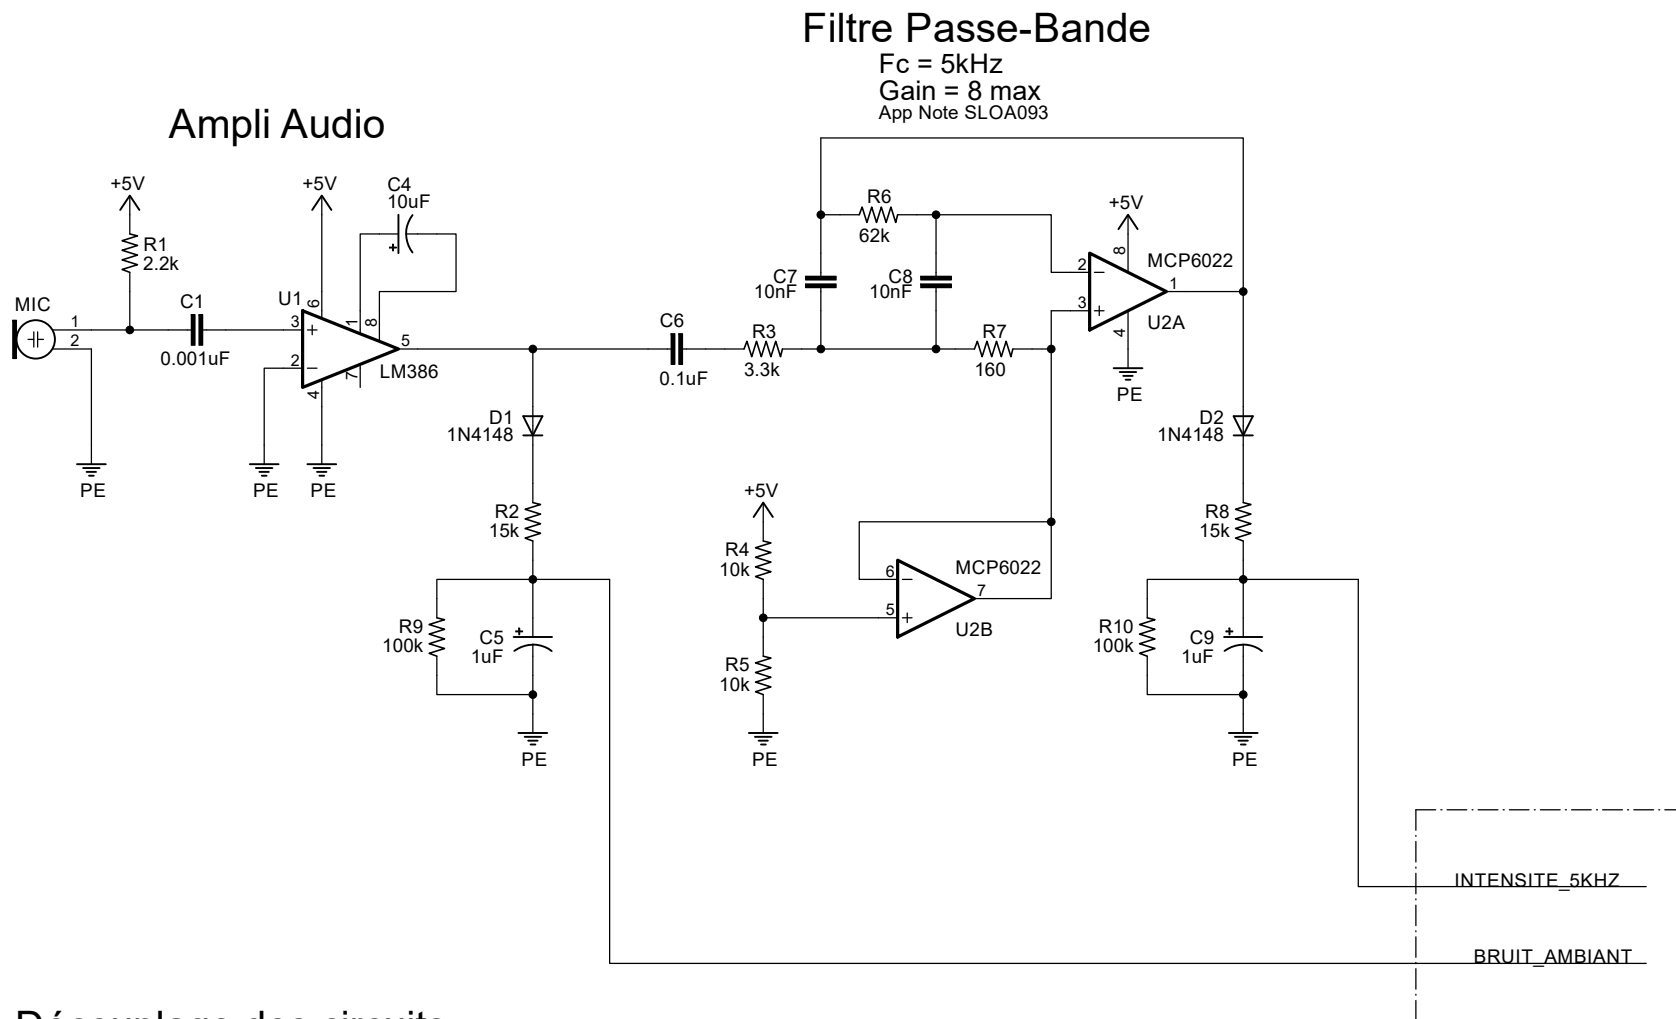 Filtre Passe-Bande
Fc = 5kHz
Gain = 8 max
App Note SLOA093
Ampli Audio
+5V
R1
2.2k
MIC
1
2
C1
0.001uF
PE
+5V
C4
10uF
+
U1
6
1
8
3
+
2
−
5
LM386
7
4
PE
PE
D1
1N4148
R2
15k
R9
100k
C5
1uF
+
PE
C6
0.1uF
R3
3.3k
C7
10nF
R6
62k
C8
10nF
R7
160
+5V
8
2
−
3
+
MCP6022
1
U2A
4
PE
+5V
R4
10k
R5
10k
PE
6
−
5
+
MCP6022
7
U2B
D2
1N4148
R8
15k
R10
100k
C9
1uF
+
PE
INTENSITE_5KHZ
BRUIT_AMBIANT
Découplage des circuits